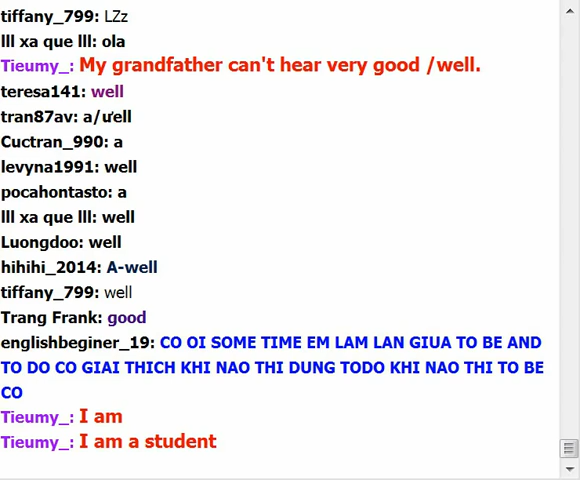 tiffany_799: LZz
lll xa que lll: ola
Tieumy_: My grandfather can't hear very good /well.
teresa141: well
tran87av: a/ưell
Cuctran_990: a
levyna1991: well
pocahontasto: a
lll xa que lll: well
Luongdoo: well
hihihi_2014: A-well
tiffany_799: well
Trang Frank: good
englishbeginer_19: CO OI SOME TIME EM LAM LAN GIUA TO BE AND
TO DO CO GIAI THICH KHI NAO THI DUNG TODO KHI NAO THI TO BE
CO
Tieumy_: I am
Tieumy_: I am a student